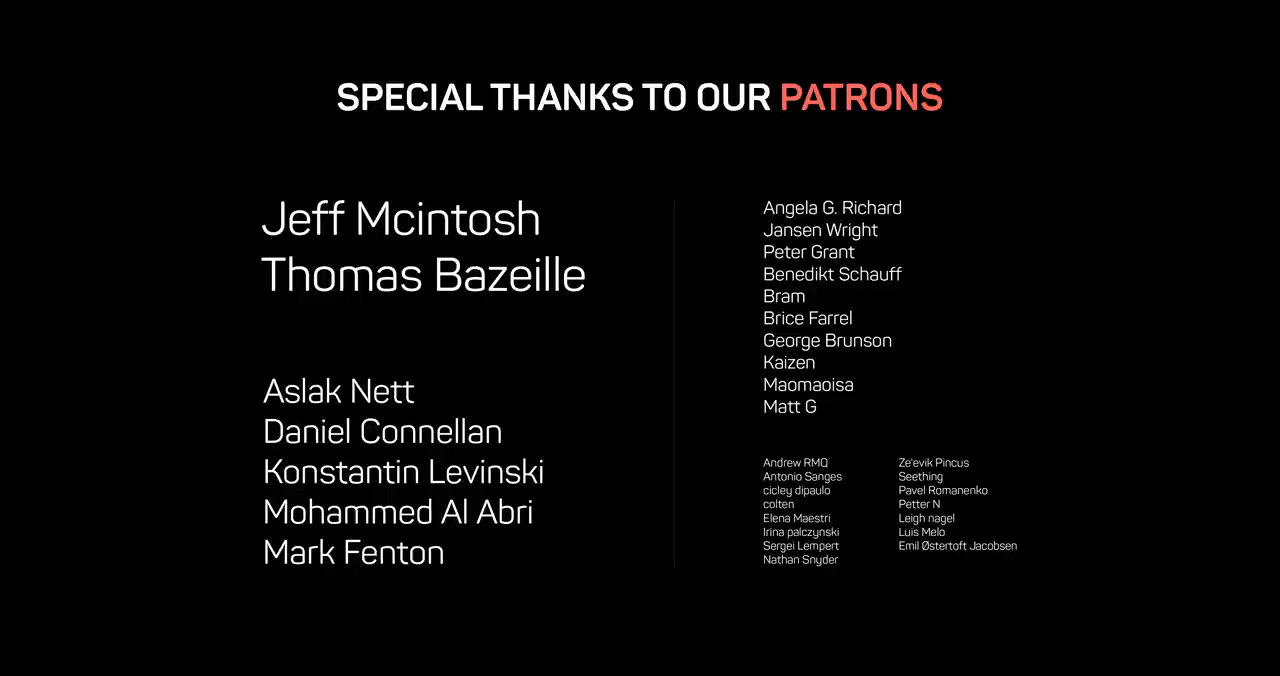 SPECIAL THANKS TO OUR PATRONS
Jeff Mcintosh
Thomas Bazeille
Aslak Nett
Daniel Connellan
Konstantin Levinski
Mohammed Al Abri
Mark Fenton
Angela G. Richard
Jansen Wright
Peter Grant
Benedikt Schauff
Bram
Brice Farrel
George Brunson
Kaizen
Maomaoisa
Matt G
Andrew RMQ
Antonio Sanges
cicley dipaulo
colten
Elena Maestri
Irina palczynski
Sergei Lempert
Nathan Snyder
Ze'evik Pincus
Seething
Pavel Romanenko
Petter N
Leigh nagel
Luis Melo
Emil Østertoft Jacobsen